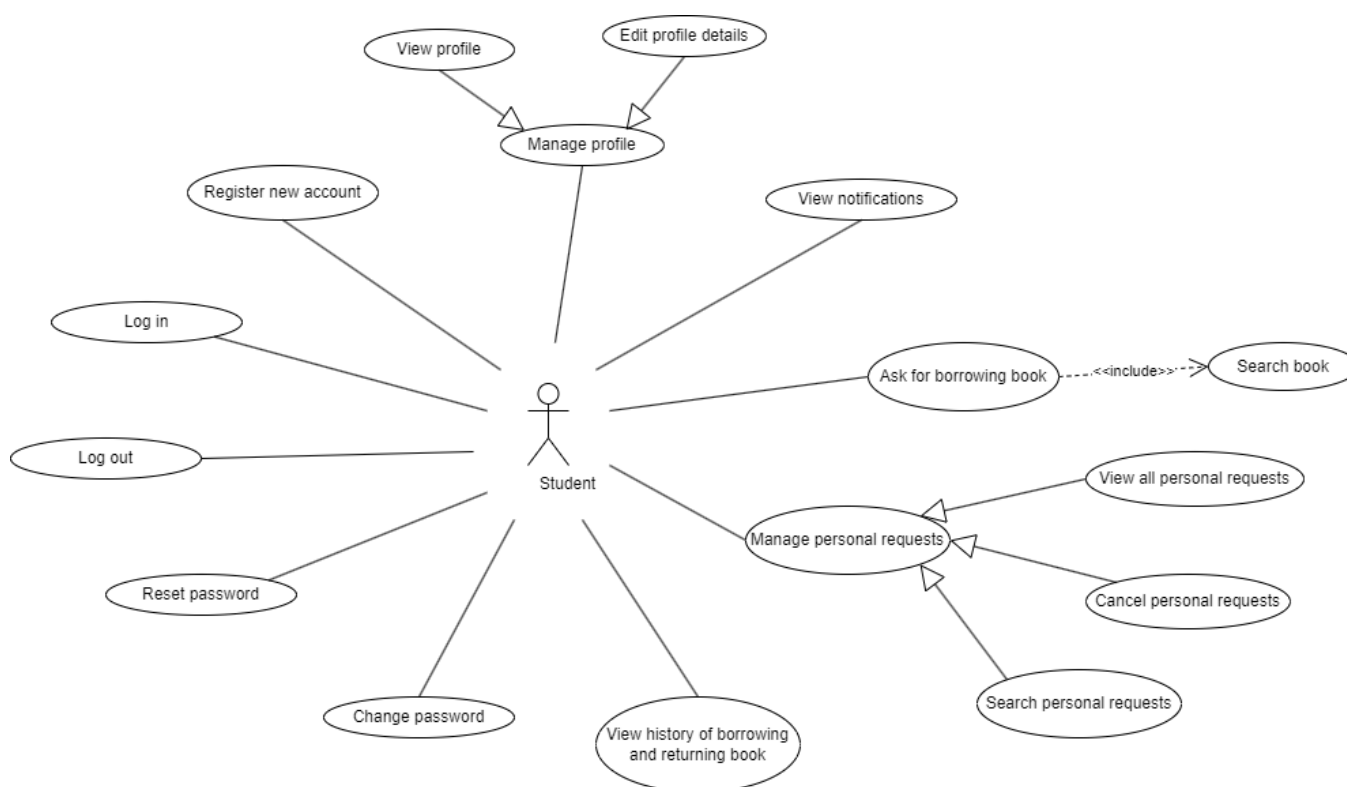 Edit profile details
View profile
Manage profile
Register new account
View notifications
Log in
Ask for borrowing book
<<include>>
Search book
Log out
Student
View all personal requests
Manage personal requests
Reset password
Cancel personal requests
Search personal requests
Change password
View history of borrowing
and returning book